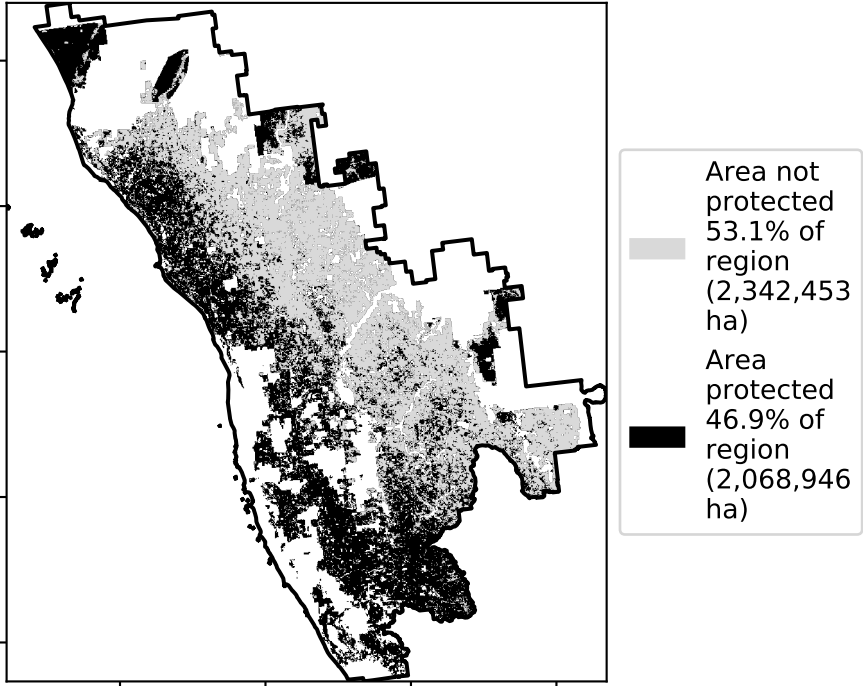 Area not
protected
53.1% of
region
(2,342,453
ha)
Area
protected
46.9% of
region
(2,068,946
ha)